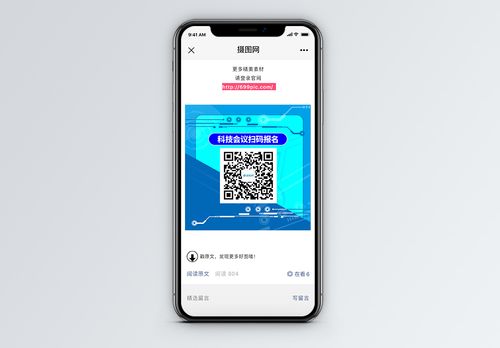 9:41 AM
摄图网
更多精美素材
请登录官网
http://699pic.com/
科技会议扫码报名
戳原文，发现更多好图哦！
阅读原文 阅读 804 在看6
精选留言 写留言